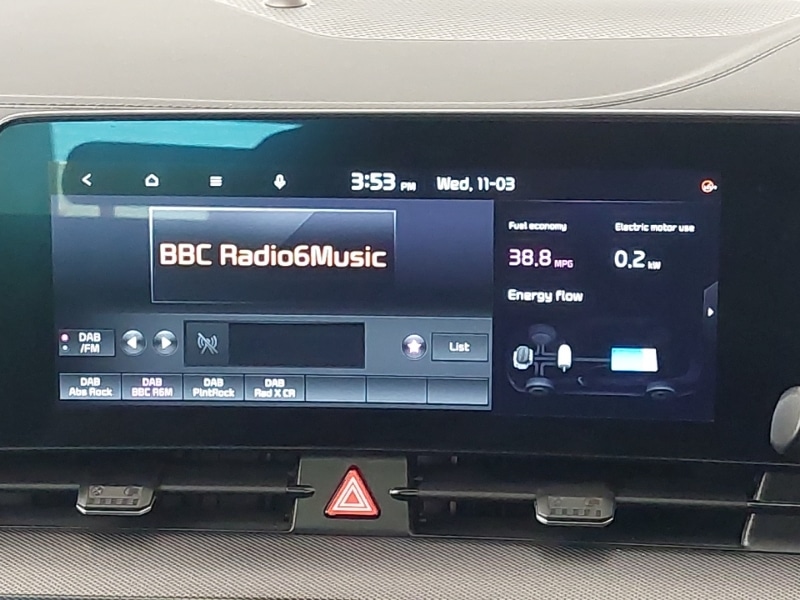 3:53 PM Wed, 11-03
BBC Radio6Music
Fuel economy
Electric motor use
38.8 MPG
0.2 kW
Energy flow
DAB
/FM
List
DAB
Abs Rock
DAB
BBC R6M
DAB
PlntRock
DAB
Rad X CR